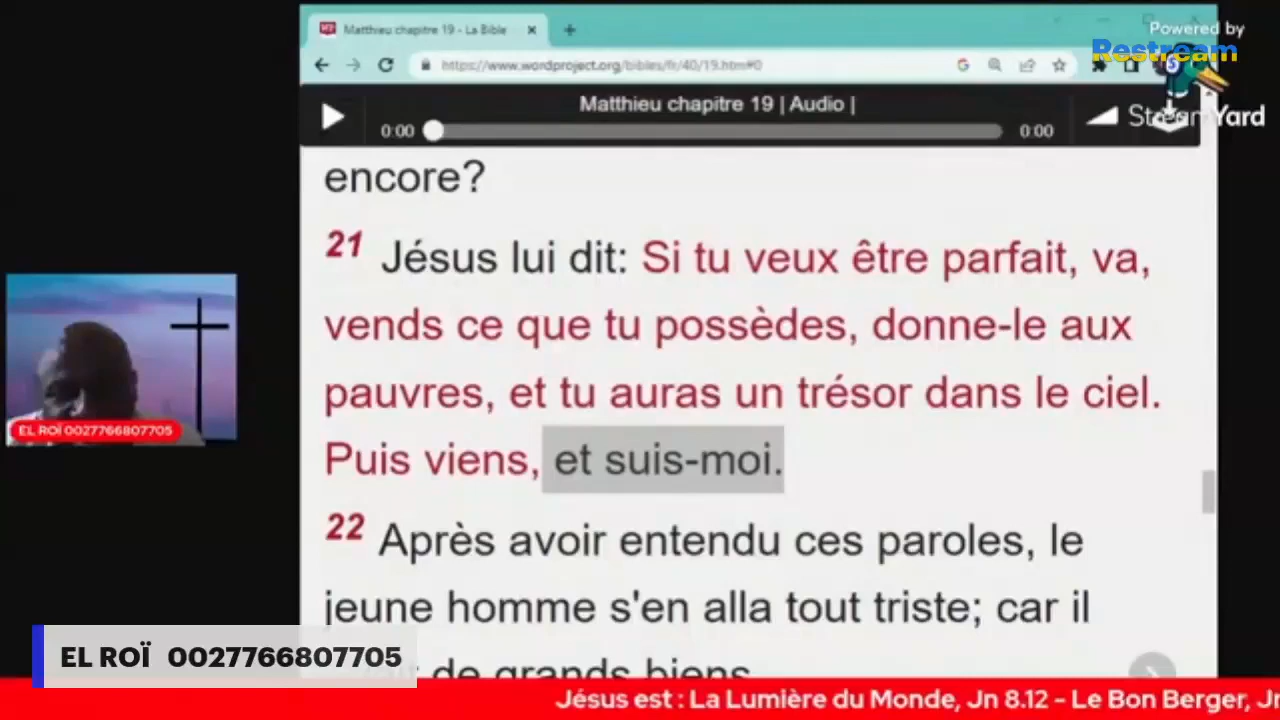 Matthieu chapitre 19 - La Bible
Powered by
Restream
https://www.wordproject.org/bibles/fr/40/19.htm#0
Matthieu chapitre 19 | Audio |
0:00
0:00
StreamYard
encore?
21 Jésus lui dit: Si tu veux être parfait, va,
vends ce que tu possèdes, donne-le aux
pauvres, et tu auras un trésor dans le ciel.
Puis viens, et suis-moi.
22 Après avoir entendu ces paroles, le
jeune homme s'en alla tout triste; car il
de grands biens.
EL ROÏ 0027766807705
EL ROÏ 0027766807705
Jésus est : La Lumière du Monde, Jn 8.12 - Le Bon Berger, Jn